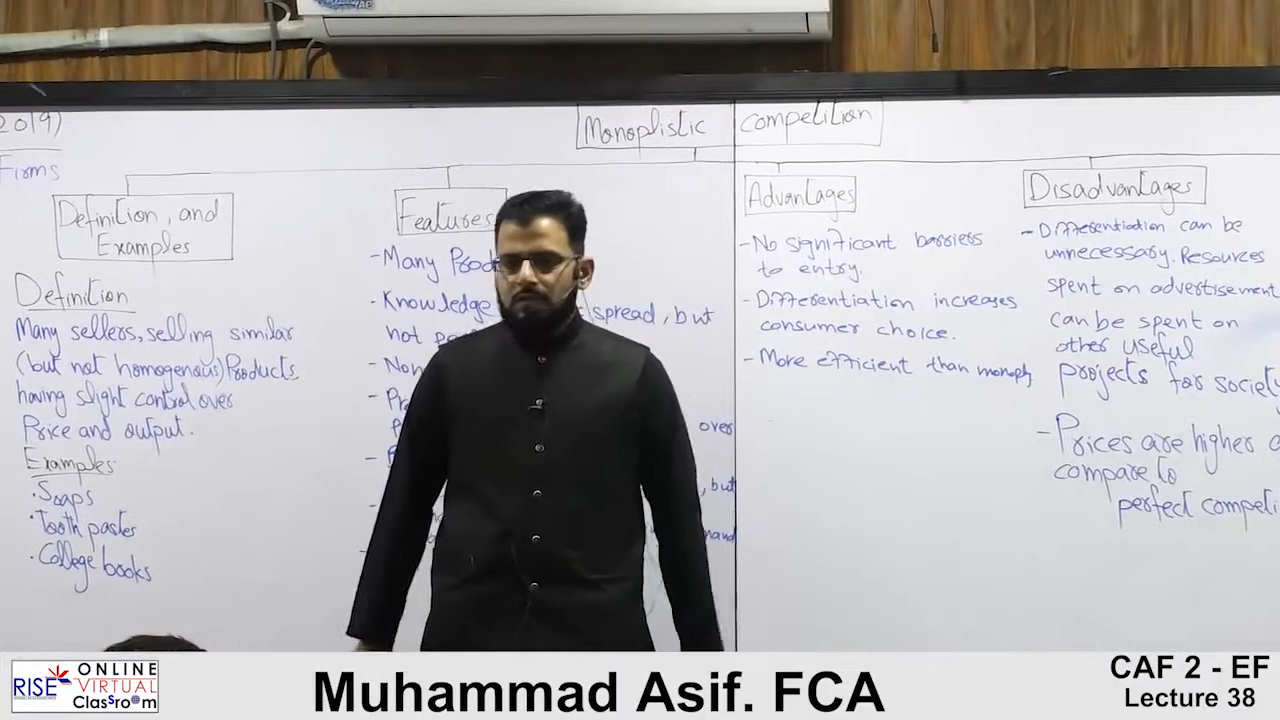 2019)
Firms
Monoplistic competition
Definition, and
Examples
Definition
Many sellers, selling similar
(but not homogenous) Products
having slight control over
Price and output.
Examples
• Soaps
• Tooth pastes
• College books
Features
- Many
• Knowledge spread, but
not
- Non
over
, but
Advantages
- No significant barriers
to entry.
- Differentiation increases
consumer choice.
- More efficient than monoply
Disadvantages
- Differentiation can be
unnecessary. Resources
spent on advertisement
can be spent on
other useful
projects for society
- Prices are higher
compare to
perfect competi
RISE ONLINE
VIRTUAL
Classroom
Muhammad Asif. FCA
CAF 2 - EF
Lecture 38